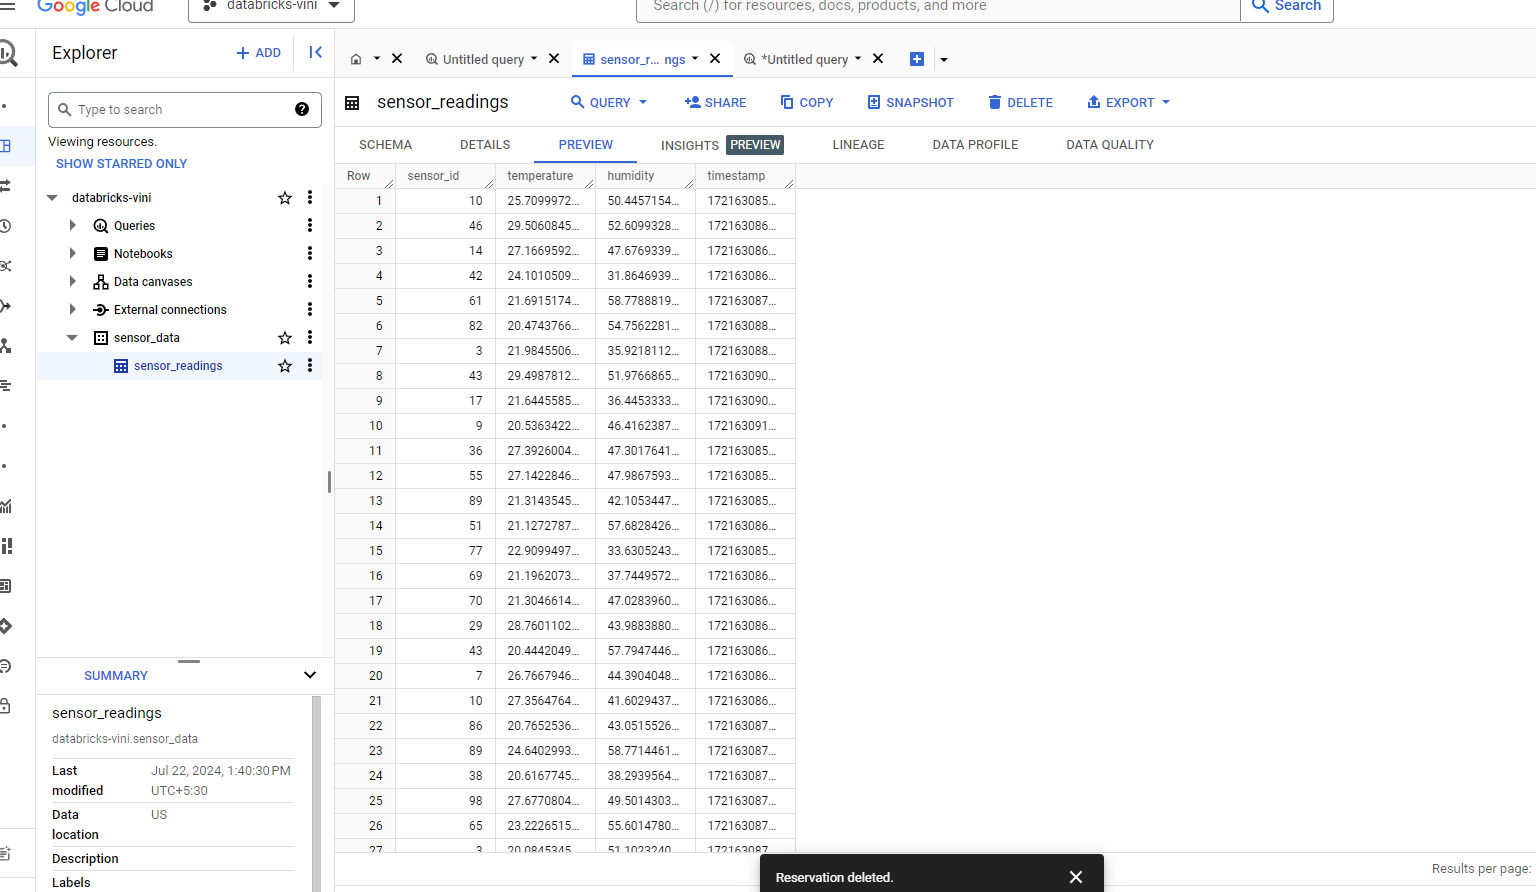 Google Cloud
databricks-vini
Search (/) for resources, docs, products, and more
Search
Explorer
ADD
Untitled query
sensor_r... ngs
*Untitled query
Type to search
Viewing resources.
SHOW STARRED ONLY
databricks-vini
Queries
Notebooks
Data canvases
External connections
sensor_data
sensor_readings
SUMMARY
sensor_readings
databricks-vini.sensor_data
Last modified Jul 22, 2024, 1:40:30 PM UTC+5:30
Data location US
Description
Labels
sensor_readings
QUERY SHARE COPY SNAPSHOT DELETE EXPORT
SCHEMA DETAILS PREVIEW INSIGHTS PREVIEW LINEAGE DATA PROFILE DATA QUALITY
Row sensor_id temperature humidity timestamp
1 10 25.7099972... 50.4457154... 172163085...
2 46 29.5060845... 52.6099328... 172163086...
3 14 27.1669592... 47.6769339... 172163086...
4 42 24.1010509... 31.8646939... 172163086...
5 61 21.6915174... 58.7788819... 172163087...
6 82 20.4743766... 54.7562281... 172163088...
7 3 21.9845506... 35.9218112... 172163088...
8 43 29.4987812... 51.9766865... 172163090...
9 17 21.6445585... 36.4453333... 172163090...
10 9 20.5363422... 46.4162387... 172163091...
11 36 27.3926004... 47.3017641... 172163085...
12 55 27.1422846... 47.9867593... 172163085...
13 89 21.3143545... 42.1053447... 172163085...
14 51 21.1272787... 57.6828426... 172163086...
15 77 22.9099497... 33.6305243... 172163085...
16 69 21.1962073... 37.7449572... 172163086...
17 70 21.3046614... 47.0283960... 172163086...
18 29 28.7601102... 43.9883880... 172163086...
19 43 20.4442049... 57.7947446... 172163086...
20 7 26.7667946... 44.3904048... 172163086...
21 10 27.3564764... 41.6029437... 172163086...
22 86 20.7652536... 43.0515526... 172163087...
23 89 24.6402993... 58.7714461... 172163087...
24 38 20.6167745... 38.2939564... 172163087...
25 98 27.6770804... 49.5014303... 172163087...
26 65 23.2226515... 55.6014780... 172163087...
27 3 20.0845345... 51.1023240... 172163087...
Results per page:
Reservation deleted.